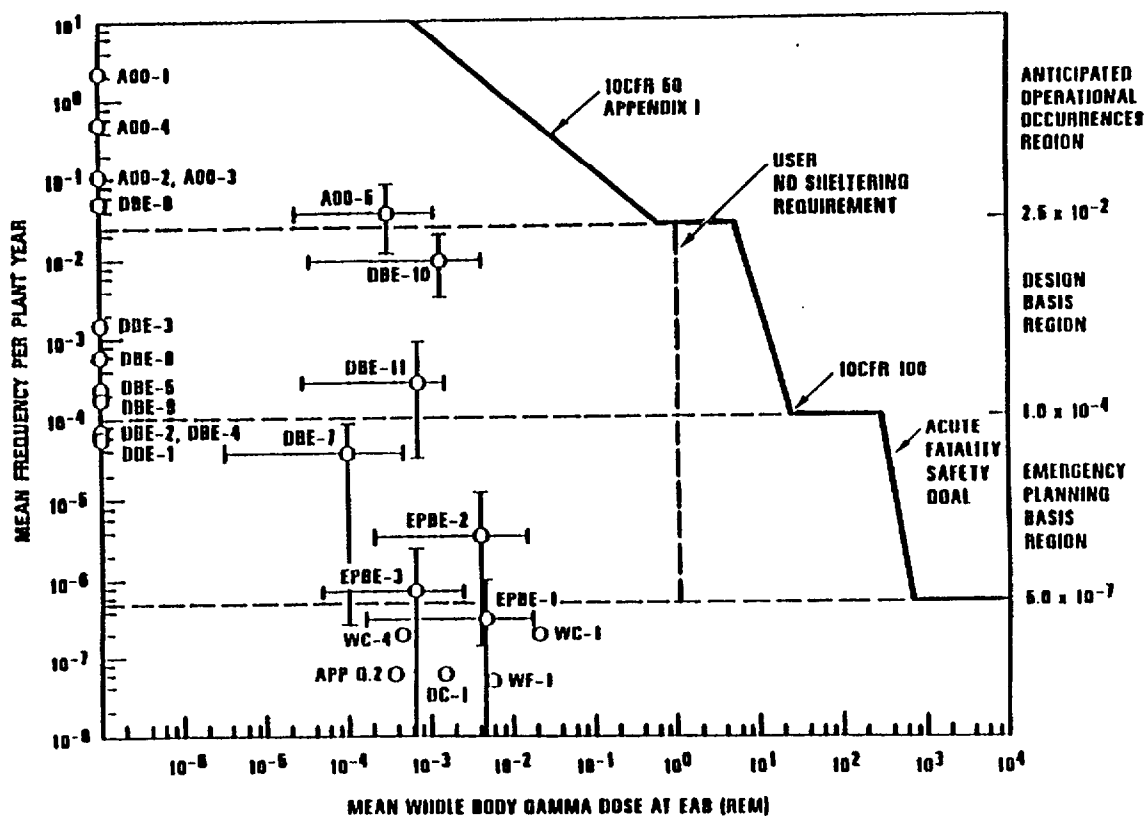 10¹
10⁰
10⁻¹
10⁻²
10⁻³
10⁻⁴
10⁻⁵
10⁻⁶
10⁻⁷
10⁻⁸
MEAN FREQUENCY PER PLANT YEAR
AOO-1
AOO-4
AOO-2, AOO-3
DBE-8
DBE-3
DBE-6
DBE-5
DBE-9
DBE-2, DBE-4
DBE-1
AOO-5
DBE-10
DBE-11
DBE-7
EPBE-2
EPBE-3
EPBE-1
WC-4
WC-1
APP G.2
DC-1
WF-1
10CFR 50
APPENDIX I
USER
NO SHELTERING
REQUIREMENT
10CFR 100
ACUTE
FATALITY
SAFETY
GOAL
ANTICIPATED
OPERATIONAL
OCCURRENCES
REGION
2.5 x 10⁻²
DESIGN
BASIS
REGION
1.0 x 10⁻⁴
EMERGENCY
PLANNING
BASIS
REGION
5.0 x 10⁻⁷
10⁻⁶
10⁻⁵
10⁻⁴
10⁻³
10⁻²
10⁻¹
10⁰
10¹
10²
10³
10⁴
MEAN WHOLE BODY GAMMA DOSE AT EAB (REM)